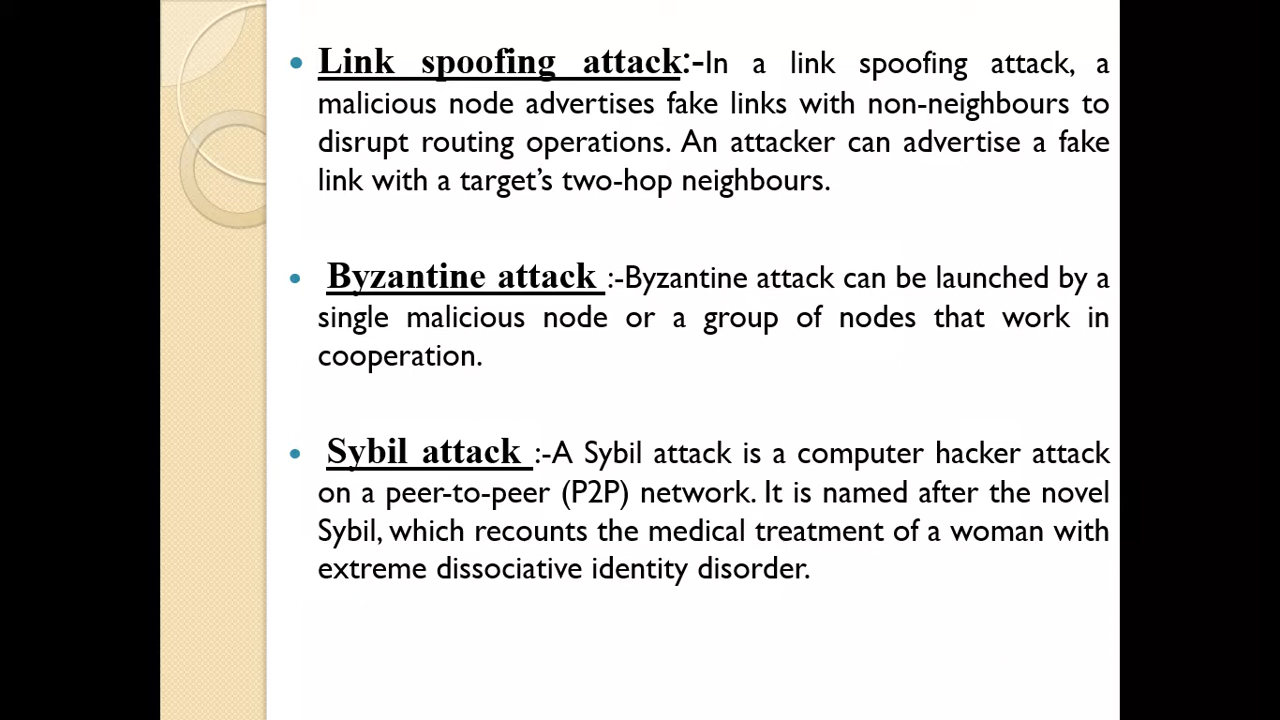 • Link spoofing attack:-In a link spoofing attack, a
malicious node advertises fake links with non-neighbours to
disrupt routing operations. An attacker can advertise a fake
link with a target’s two-hop neighbours.
• Byzantine attack :-Byzantine attack can be launched by a
single malicious node or a group of nodes that work in
cooperation.
• Sybil attack :-A Sybil attack is a computer hacker attack
on a peer-to-peer (P2P) network. It is named after the novel
Sybil, which recounts the medical treatment of a woman with
extreme dissociative identity disorder.